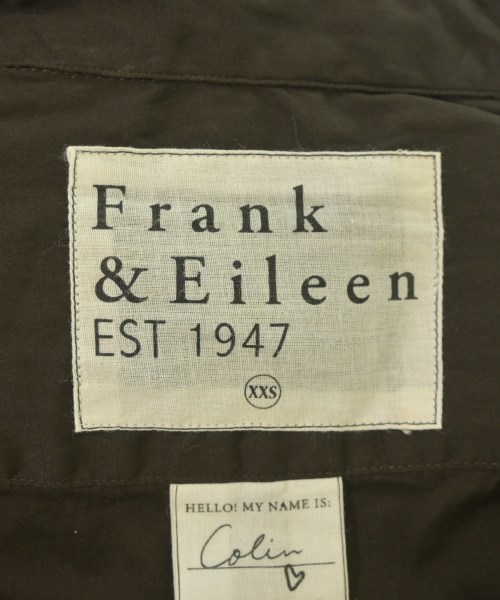 Frank
& Eileen
EST 1947
XXS
HELLO! MY NAME IS:
Colin